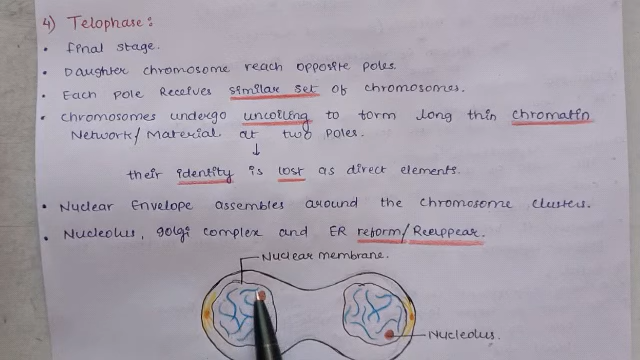 4) Telophase:
• final stage.
• Daughter chromosome reach opposite poles.
• Each pole Receives similar set of chromosomes.
• Chromosomes undergo uncoiling to form long thin chromatin
Network/Material at two poles.
↓
their identity is lost as direct elements.
• Nuclear Envelope assembles around the chromosome clusters.
• Nucleolus, golgi complex and ER reform/Reeappear.
Nuclear membrane.
Nucleolus.